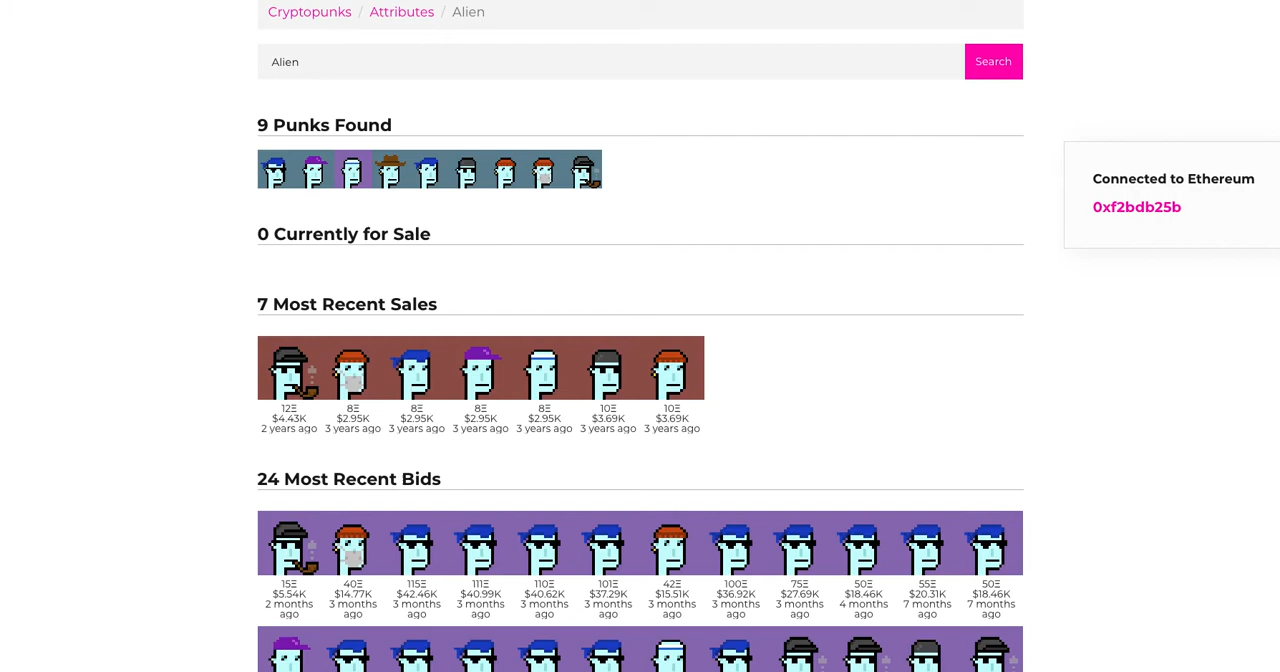 Cryptopunks / Attributes / Alien
Alien
Search
9 Punks Found
Connected to Ethereum
0xf2bdb25b
0 Currently for Sale
7 Most Recent Sales
12Ξ 8Ξ 8Ξ 8Ξ 8Ξ 10Ξ 10Ξ
$4.43K $2.95K $2.95K $2.95K $2.95K $3.69K $3.69K
2 years ago 3 years ago 3 years ago 3 years ago 3 years ago 3 years ago 3 years ago
24 Most Recent Bids
15Ξ 40Ξ 115Ξ 111Ξ 110Ξ 101Ξ 42Ξ 100Ξ 75Ξ 50Ξ 55Ξ 50Ξ
$5.54K $14.77K $42.46K $40.99K $40.62K $37.29K $15.51K $36.92K $27.69K $18.46K $20.31K $18.46K
2 months 3 months 3 months 3 months 3 months 3 months 3 months 3 months 3 months 4 months 7 months 7 months
ago ago ago ago ago ago ago ago ago ago ago ago